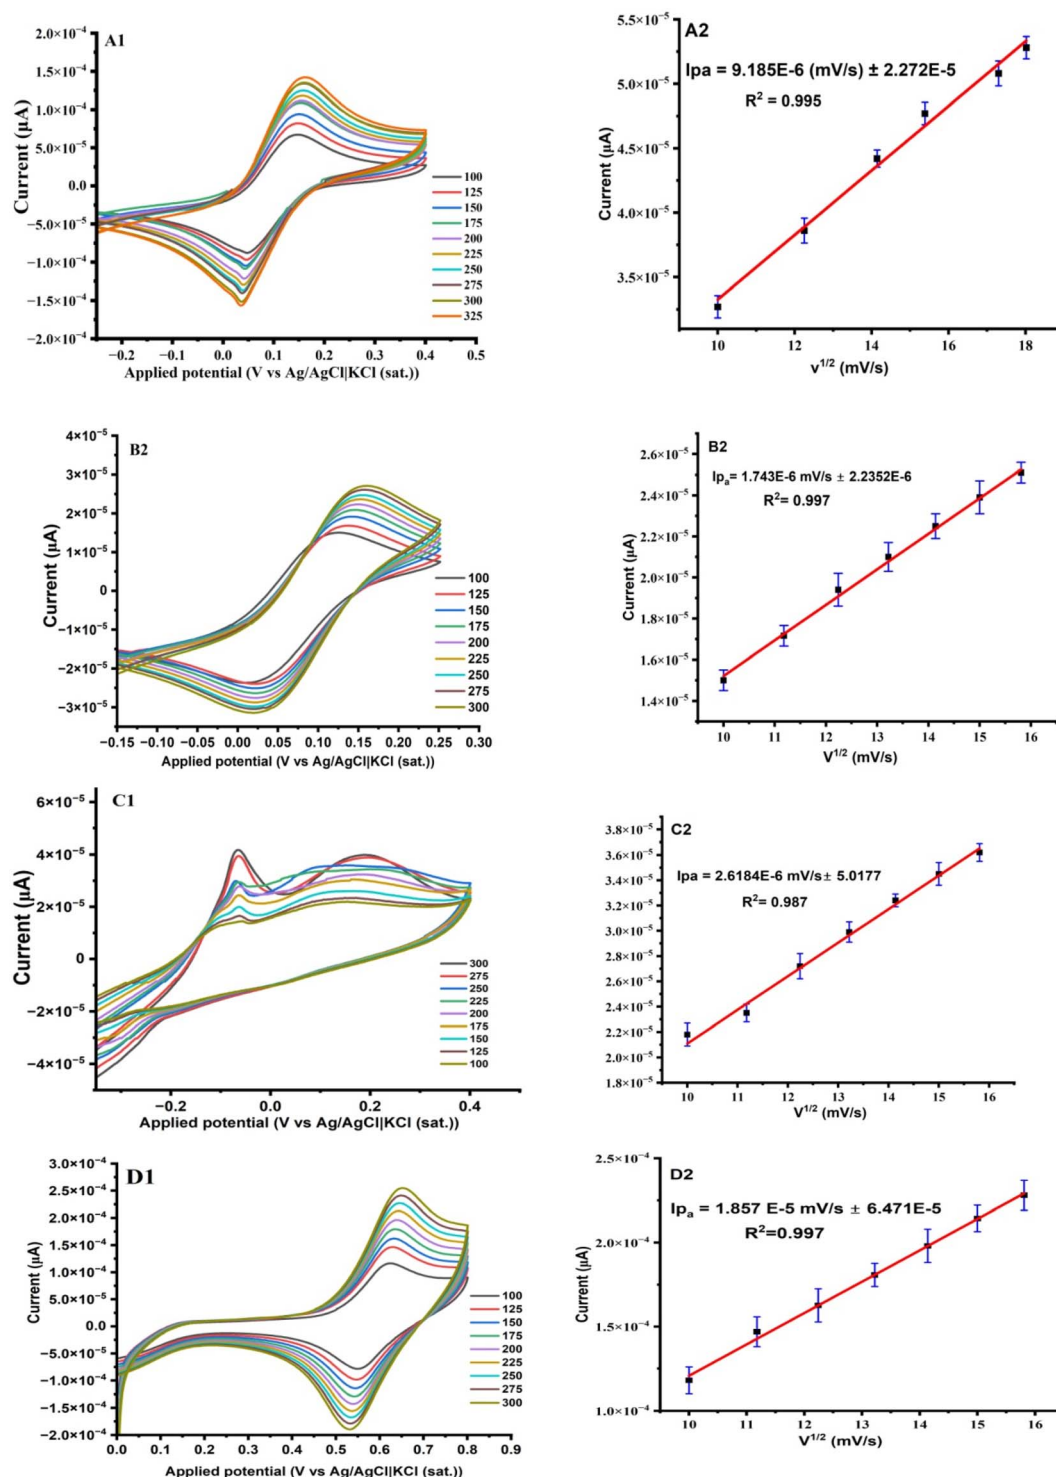 A1
2.0×10⁻⁴
1.5×10⁻⁴
1.0×10⁻⁴
5.0×10⁻⁵
0.0
−5.0×10⁻⁵
−1.0×10⁻⁴
−1.5×10⁻⁴
−2.0×10⁻⁴
Current (µA)
100
125
150
175
200
225
250
275
300
325
−0.2 −0.1 0.0 0.1 0.2 0.3 0.4 0.5
Applied potential (V vs Ag/AgCl|KCl (sat.))
A2
Ipa = 9.185E-6 (mV/s) ± 2.272E-5
R² = 0.995
5.5×10⁻⁵
5.0×10⁻⁵
4.5×10⁻⁵
4.0×10⁻⁵
3.5×10⁻⁵
Current (µA)
10 12 14 16 18
v¹ᐟ² (mV/s)
B2
4×10⁻⁵
3×10⁻⁵
2×10⁻⁵
1×10⁻⁵
0
−1×10⁻⁵
−2×10⁻⁵
−3×10⁻⁵
Current (µA)
100
125
150
175
200
225
250
275
300
−0.15 −0.10 −0.05 0.00 0.05 0.10 0.15 0.20 0.25 0.30
Applied potential (V vs Ag/AgCl|KCl (sat.))
B2
Ipₐ= 1.743E-6 mV/s ± 2.2352E-6
R²= 0.997
2.6×10⁻⁵
2.4×10⁻⁵
2.2×10⁻⁵
2.0×10⁻⁵
1.8×10⁻⁵
1.6×10⁻⁵
1.4×10⁻⁵
Current (µA)
10 11 12 13 14 15 16
V¹ᐟ² (mV/s)
C1
6×10⁻⁵
4×10⁻⁵
2×10⁻⁵
0
−2×10⁻⁵
−4×10⁻⁵
Current (µA)
300
275
250
225
200
175
150
125
100
−0.2 0.0 0.2 0.4
Applied potential (V vs Ag/AgCl|KCl (sat.))
C2
Ipa = 2.6184E-6 mV/s± 5.0177
R²= 0.987
3.8×10⁻⁵
3.6×10⁻⁵
3.4×10⁻⁵
3.2×10⁻⁵
3.0×10⁻⁵
2.8×10⁻⁵
2.6×10⁻⁵
2.4×10⁻⁵
2.2×10⁻⁵
2.0×10⁻⁵
1.8×10⁻⁵
Current (µA)
10 11 12 13 14 15 16
V¹ᐟ² (mV/s)
D1
3.0×10⁻⁴
2.5×10⁻⁴
2.0×10⁻⁴
1.5×10⁻⁴
1.0×10⁻⁴
5.0×10⁻⁵
0.0
−5.0×10⁻⁵
−1.0×10⁻⁴
−1.5×10⁻⁴
−2.0×10⁻⁴
Current (µA)
100
125
150
175
200
225
250
275
300
0.0 0.1 0.2 0.3 0.4 0.5 0.6 0.7 0.8 0.9
Applied potential (V vs Ag/AgCl|KCl (sat.))
D2
Ipₐ = 1.857 E-5 mV/s ± 6.471E-5
R²=0.997
2.5×10⁻⁴
2.0×10⁻⁴
1.5×10⁻⁴
1.0×10⁻⁴
Current (µA)
10 11 12 13 14 15 16
V¹ᐟ² (mV/s)